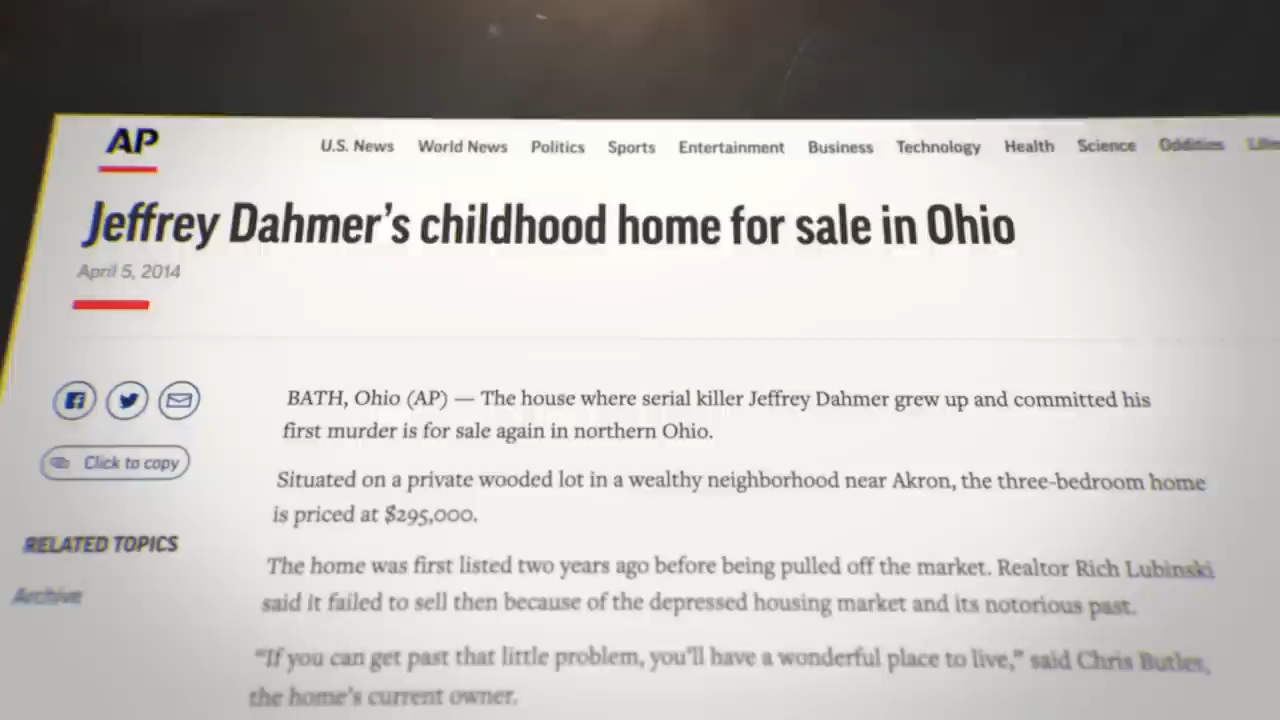 AP
U.S. News World News Politics Sports Entertainment Business Technology Health Science Oddities
Jeffrey Dahmer's childhood home for sale in Ohio
April 5, 2014
Click to copy
RELATED TOPICS
Archive
BATH, Ohio (AP) — The house where serial killer Jeffrey Dahmer grew up and committed his
first murder is for sale again in northern Ohio.
Situated on a private wooded lot in a wealthy neighborhood near Akron, the three-bedroom home
is priced at $295,000.
The home was first listed two years ago before being pulled off the market. Realtor Rich Lubinski
said it failed to sell then because of the depressed housing market and its notorious past.
“If you can get past that little problem, you’ll have a wonderful place to live,” said Chris Butler,
the home’s current owner.